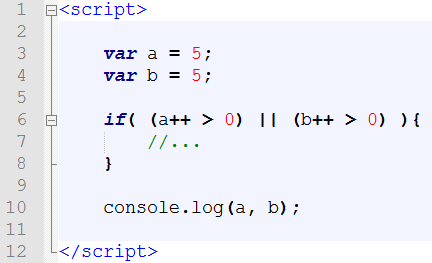 1 <script>
2
3 var a = 5;
4 var b = 5;
5
6 if( (a++ > 0) || (b++ > 0) ){
7 //...
8 }
9
10 console.log(a, b);
11
12 </script>